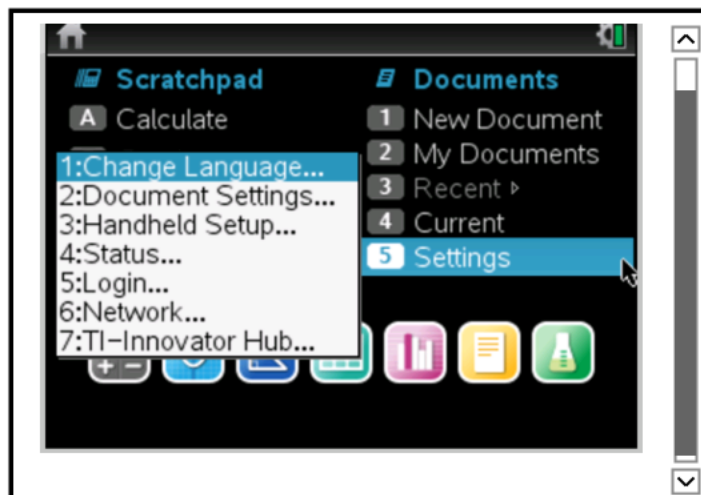 Scratchpad
A Calculate
Documents
1 New Document
2 My Documents
3 Recent ▹
4 Current
5 Settings
1:Change Language...
2:Document Settings...
3:Handheld Setup...
4:Status...
5:Login...
6:Network...
7:TI-Innovator Hub...